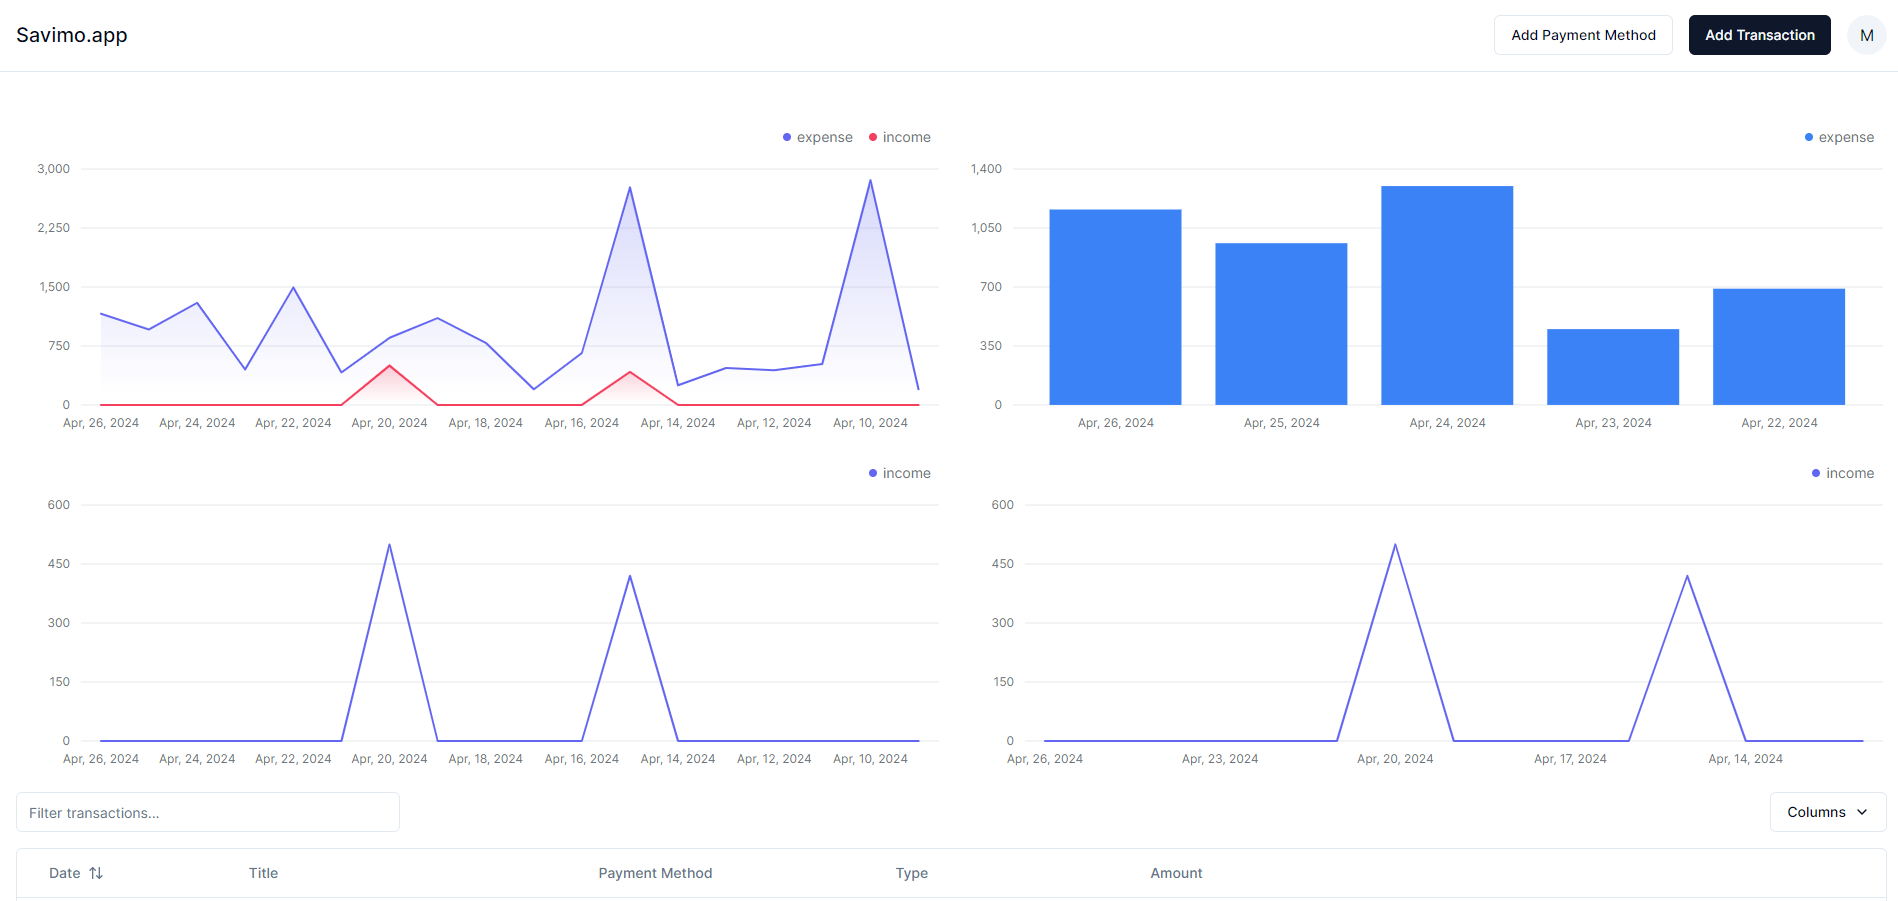 Savimo.app
Add Payment Method
Add Transaction
M
expense income
3,000
2,250
1,500
750
0
Apr, 26, 2024 Apr, 24, 2024 Apr, 22, 2024 Apr, 20, 2024 Apr, 18, 2024 Apr, 16, 2024 Apr, 14, 2024 Apr, 12, 2024 Apr, 10, 2024
expense
1,400
1,050
700
350
0
Apr, 26, 2024 Apr, 25, 2024 Apr, 24, 2024 Apr, 23, 2024 Apr, 22, 2024
income
600
450
300
150
0
Apr, 26, 2024 Apr, 24, 2024 Apr, 22, 2024 Apr, 20, 2024 Apr, 18, 2024 Apr, 16, 2024 Apr, 14, 2024 Apr, 12, 2024 Apr, 10, 2024
income
600
450
300
150
0
Apr, 26, 2024 Apr, 23, 2024 Apr, 20, 2024 Apr, 17, 2024 Apr, 14, 2024
Filter transactions...
Columns
Date Title Payment Method Type Amount